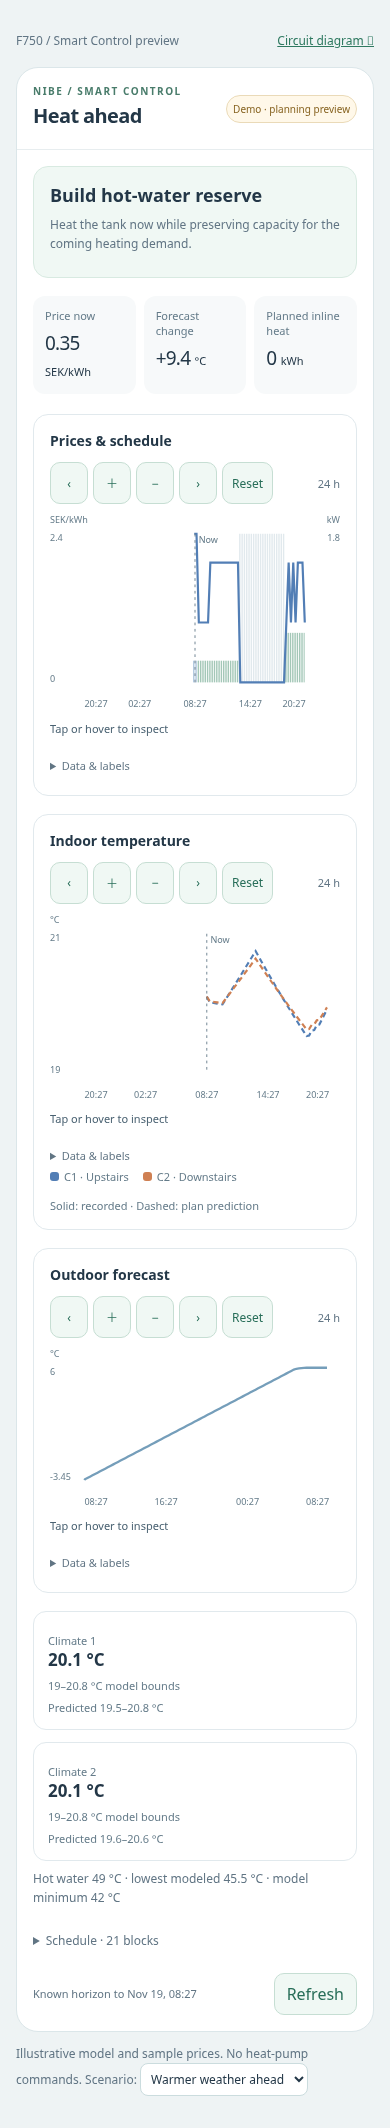 F750 / Smart Control preview
Circuit diagram
NIBE / SMART CONTROL
Heat ahead
Demo · planning preview
Build hot-water reserve
Heat the tank now while preserving capacity for the
coming heating demand.
Price now
0.35
SEK/kWh
Forecast
change
+9.4 °C
Planned inline
heat
0 kWh
Prices & schedule
‹ + − › Reset 24 h
SEK/kWh kW
2.4 Now 1.8
0
20:27 02:27 08:27 14:27 20:27
Tap or hover to inspect
▶ Data & labels
Indoor temperature
‹ + − › Reset 24 h
°C
21 Now
19
20:27 02:27 08:27 14:27 20:27
Tap or hover to inspect
▶ Data & labels
C1 · Upstairs C2 · Downstairs
Solid: recorded · Dashed: plan prediction
Outdoor forecast
‹ + − › Reset 24 h
°C
6
-3.45
08:27 16:27 00:27 08:27
Tap or hover to inspect
▶ Data & labels
Climate 1
20.1 °C
19–20.8 °C model bounds
Predicted 19.5–20.8 °C
Climate 2
20.1 °C
19–20.8 °C model bounds
Predicted 19.6–20.6 °C
Hot water 49 °C · lowest modeled 45.5 °C · model
minimum 42 °C
▶ Schedule · 21 blocks
Known horizon to Nov 19, 08:27
Refresh
Illustrative model and sample prices. No heat-pump
commands. Scenario: Warmer weather ahead